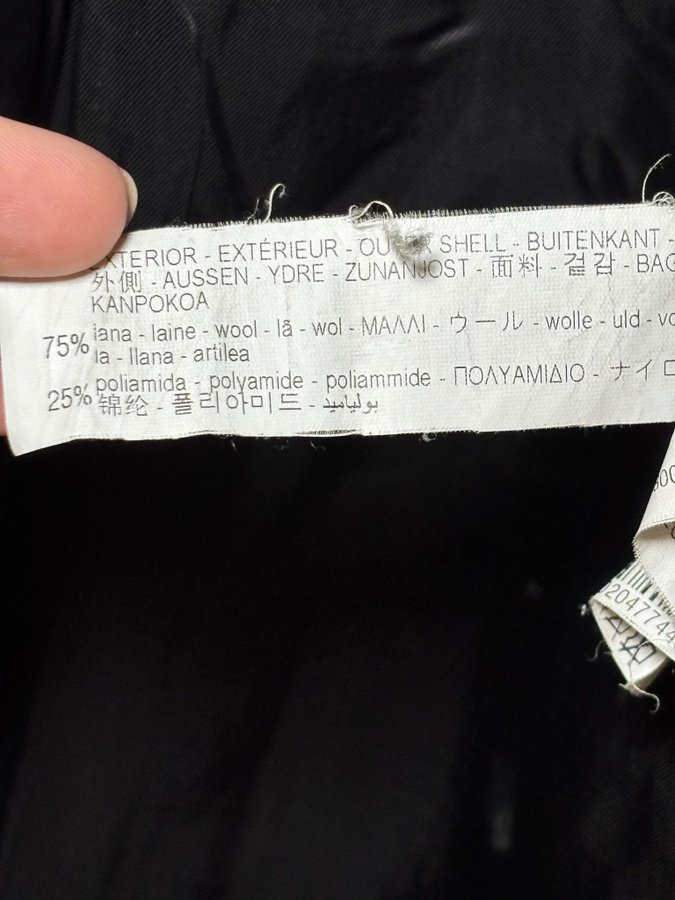 EXTERIOR - EXTÉRIEUR - OUTER SHELL - BUITENKANT -
外側 - AUSSEN - YDRE - ZUNANJOST - 面料 - 겉감 - BAG
KANPOKOA
75% lana - laine - wool - lã - wol - ΜΑΛΛΙ - ウール - wolle - uld - vo
la - llana - artilea
25% poliamida - polyamide - poliammide - ΠΟΛΥΑΜΙΔΙΟ - ナイロ
锦纶 - 폴리아미드 - بولياميد
204774